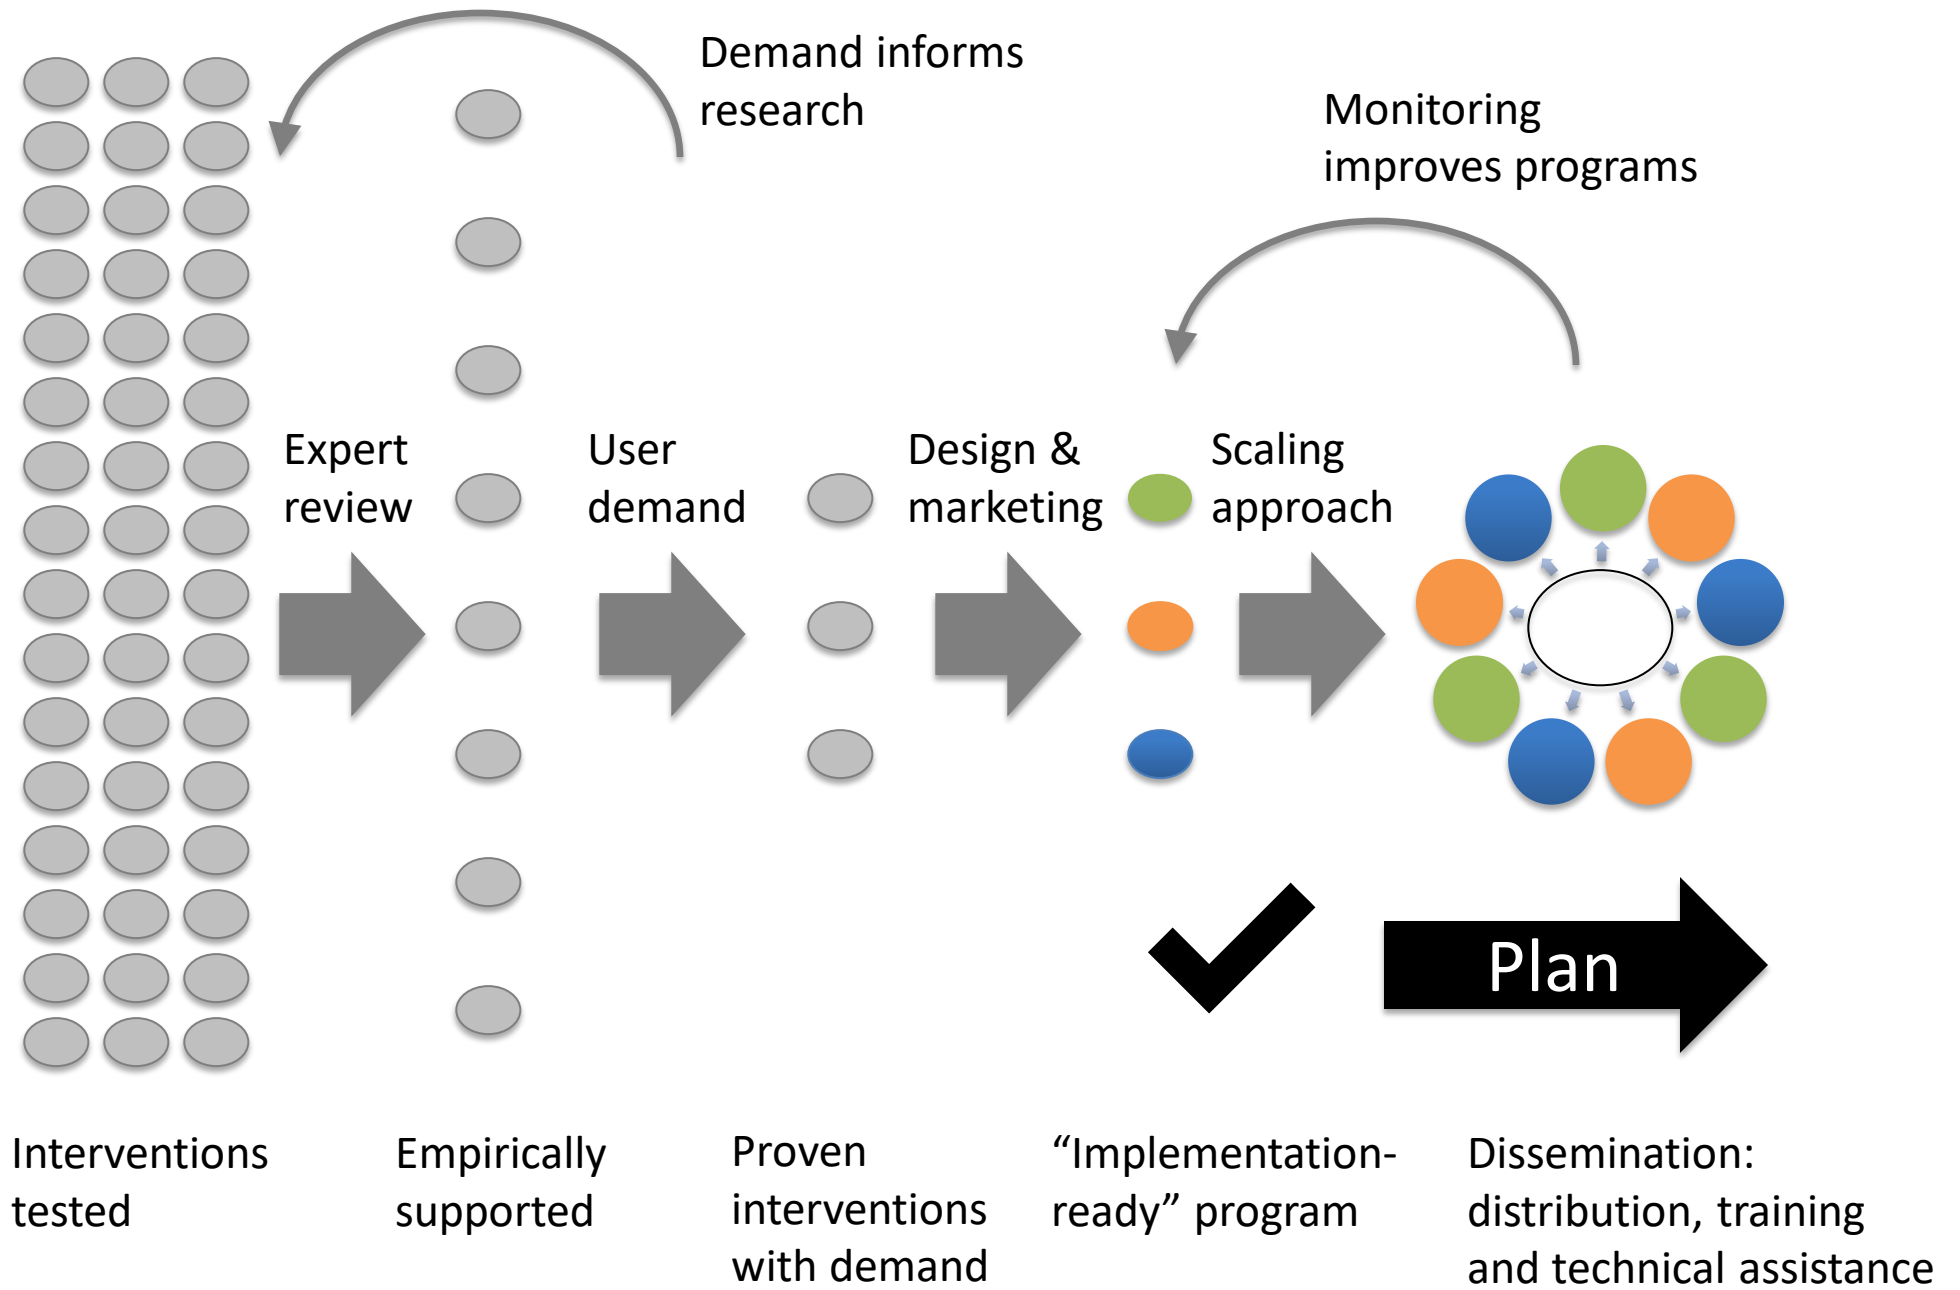 Demand informs
research
Monitoring
improves programs
Expert
review
User
demand
Design &
marketing
Scaling
approach
Plan
Interventions
tested
Empirically
supported
Proven
interventions
with demand
“Implementation-
ready” program
Dissemination:
distribution, training
and technical assistance